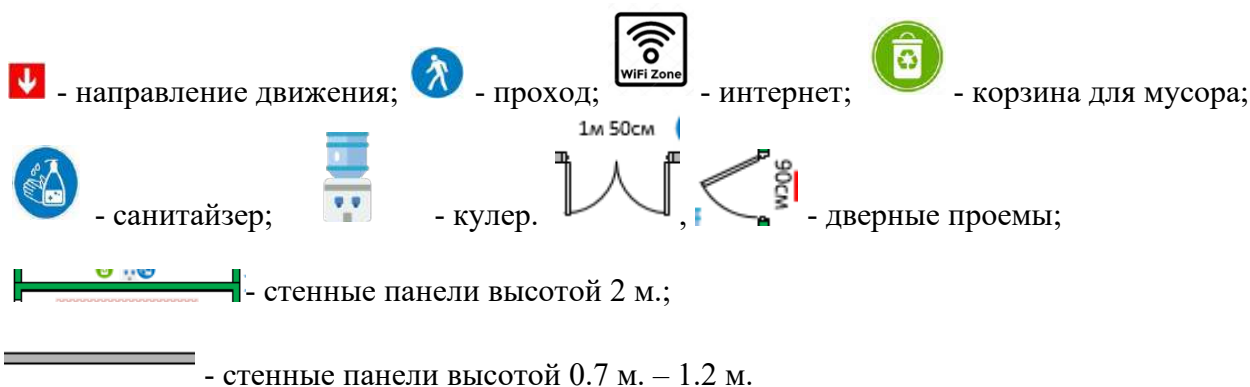 WiFi Zone
- направление движения; - проход; - интернет; - корзина для мусора;
1м 50см
90см
- санитайзер; - кулер. , - дверные проемы;
- стенные панели высотой 2 м.;
- стенные панели высотой 0.7 м. – 1.2 м.